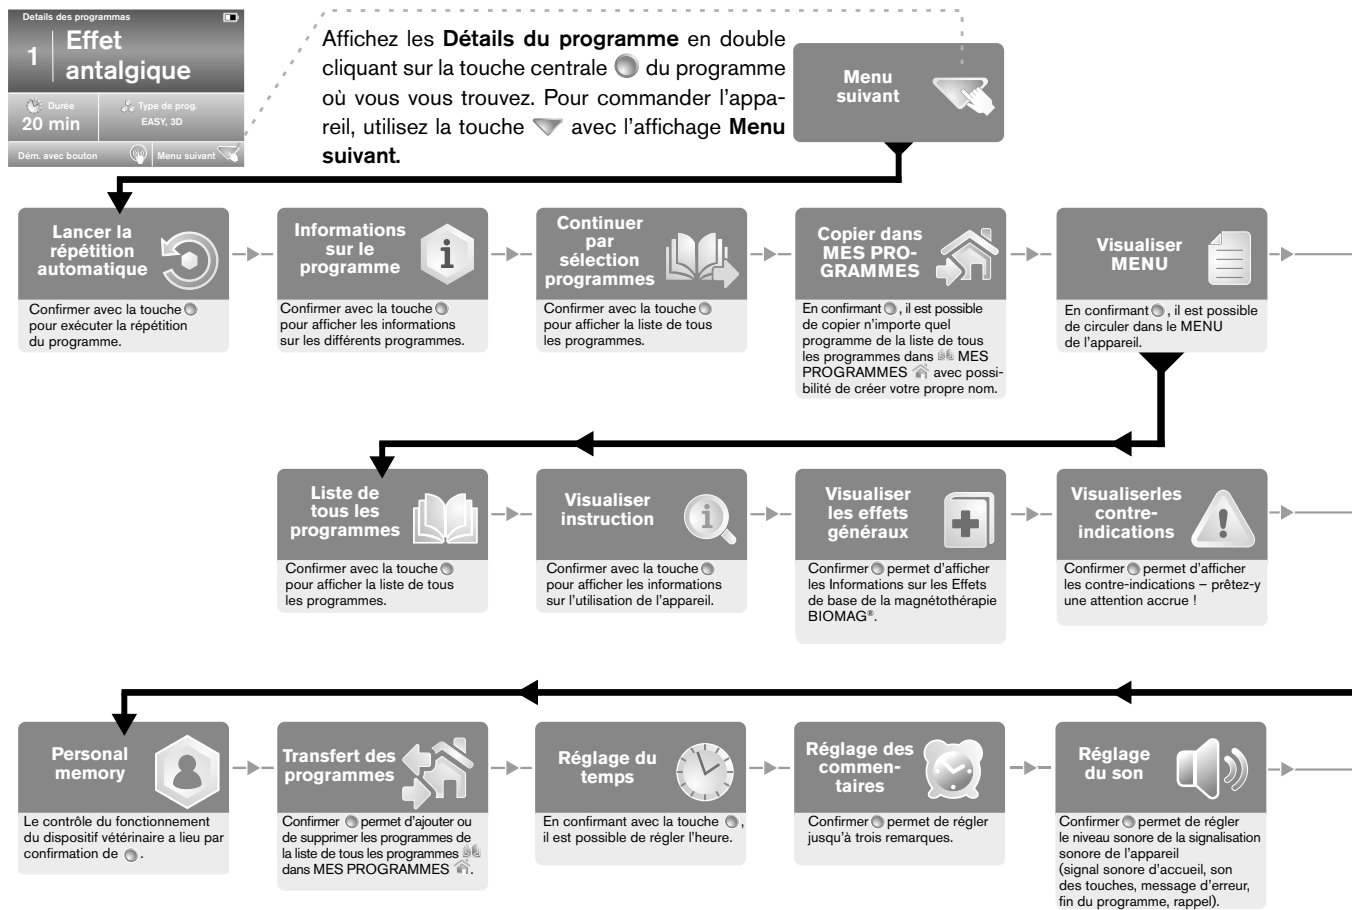 Details des programmas
1
Effet
antalgique
Durée
20 min
Type de prog.
EASY, 3D
Dém. avec bouton
Menu suivant
Affichez les Détails du programme en double
cliquant sur la touche centrale du programme
où vous vous trouvez. Pour commander l'appa-
reil, utilisez la touche avec l'affichage Menu
suivant.
Menu
suivant
Lancer la
répétition
automatique
Confirmer avec la touche
pour exécuter la répétition
du programme.
Informations
sur le
programme
Confirmer avec la touche
pour afficher les informations
sur les différents programmes.
Continuer
par
sélection
programmes
Confirmer avec la touche
pour afficher la liste de tous
les programmes.
Copier dans
MES PRO-
GRAMMES
En confirmant , il est possible
de copier n'importe quel
programme de la liste de tous
les programmes dans MES
PROGRAMMES avec possi-
bilité de créer votre propre nom.
Visualiser
MENU
En confirmant , il est possible
de circuler dans le MENU
de l'appareil.
Liste de
tous les
programmes
Confirmer avec la touche
pour afficher la liste de tous
les programmes.
Visualiser
instruction
Confirmer avec la touche
pour afficher les informations
sur l'utilisation de l'appareil.
Visualiser
les effets
généraux
Confirmer permet d'afficher
les Informations sur les Effets
de base de la magnétothérapie
BIOMAG®.
Visualiserles
contre-
indications
Confirmer permet d'afficher
les contre-indications – prêtez-y
une attention accrue !
Personal
memory
Le contrôle du fonctionnement
du dispositif vétérinaire a lieu par
confirmation de .
Transfert des
programmes
Confirmer permet d'ajouter ou
de supprimer les programmes de
la liste de tous les programmes
dans MES PROGRAMMES .
Réglage du
temps
En confirmant avec la touche ,
il est possible de régler l'heure.
Réglage des
commen-
taires
Confirmer permet de régler
jusqu'à trois remarques.
Réglage
du son
Confirmer permet de régler
le niveau sonore de la signalisation
sonore de l'appareil
(signal sonore d'accueil, son
des touches, message d'erreur,
fin du programme, rappel).